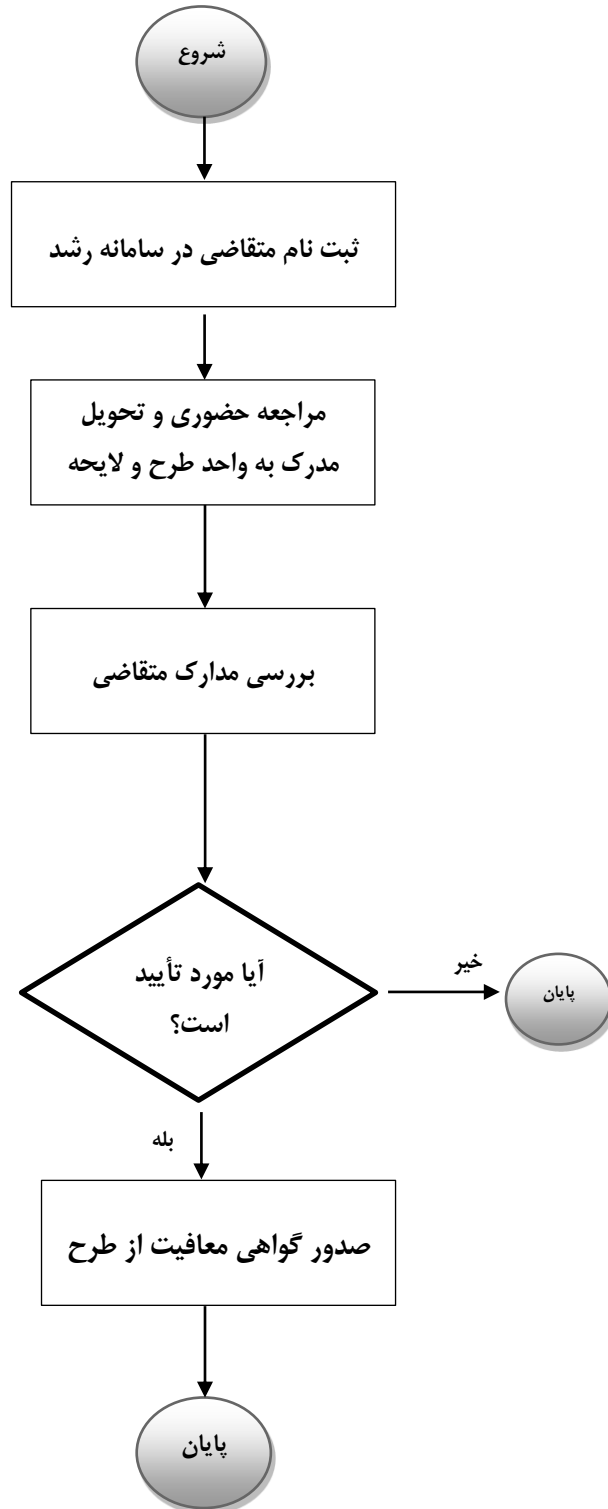 شروع
ثبت نام متقاضی در سامانه رشد
مراجعه حضوری و تحویل
مدرک به واحد طرح و لایحه
بررسی مدارک متقاضی
آیا مورد تأیید
است؟
خیر
پایان
بله
صدور گواهی معافیت از طرح
پایان